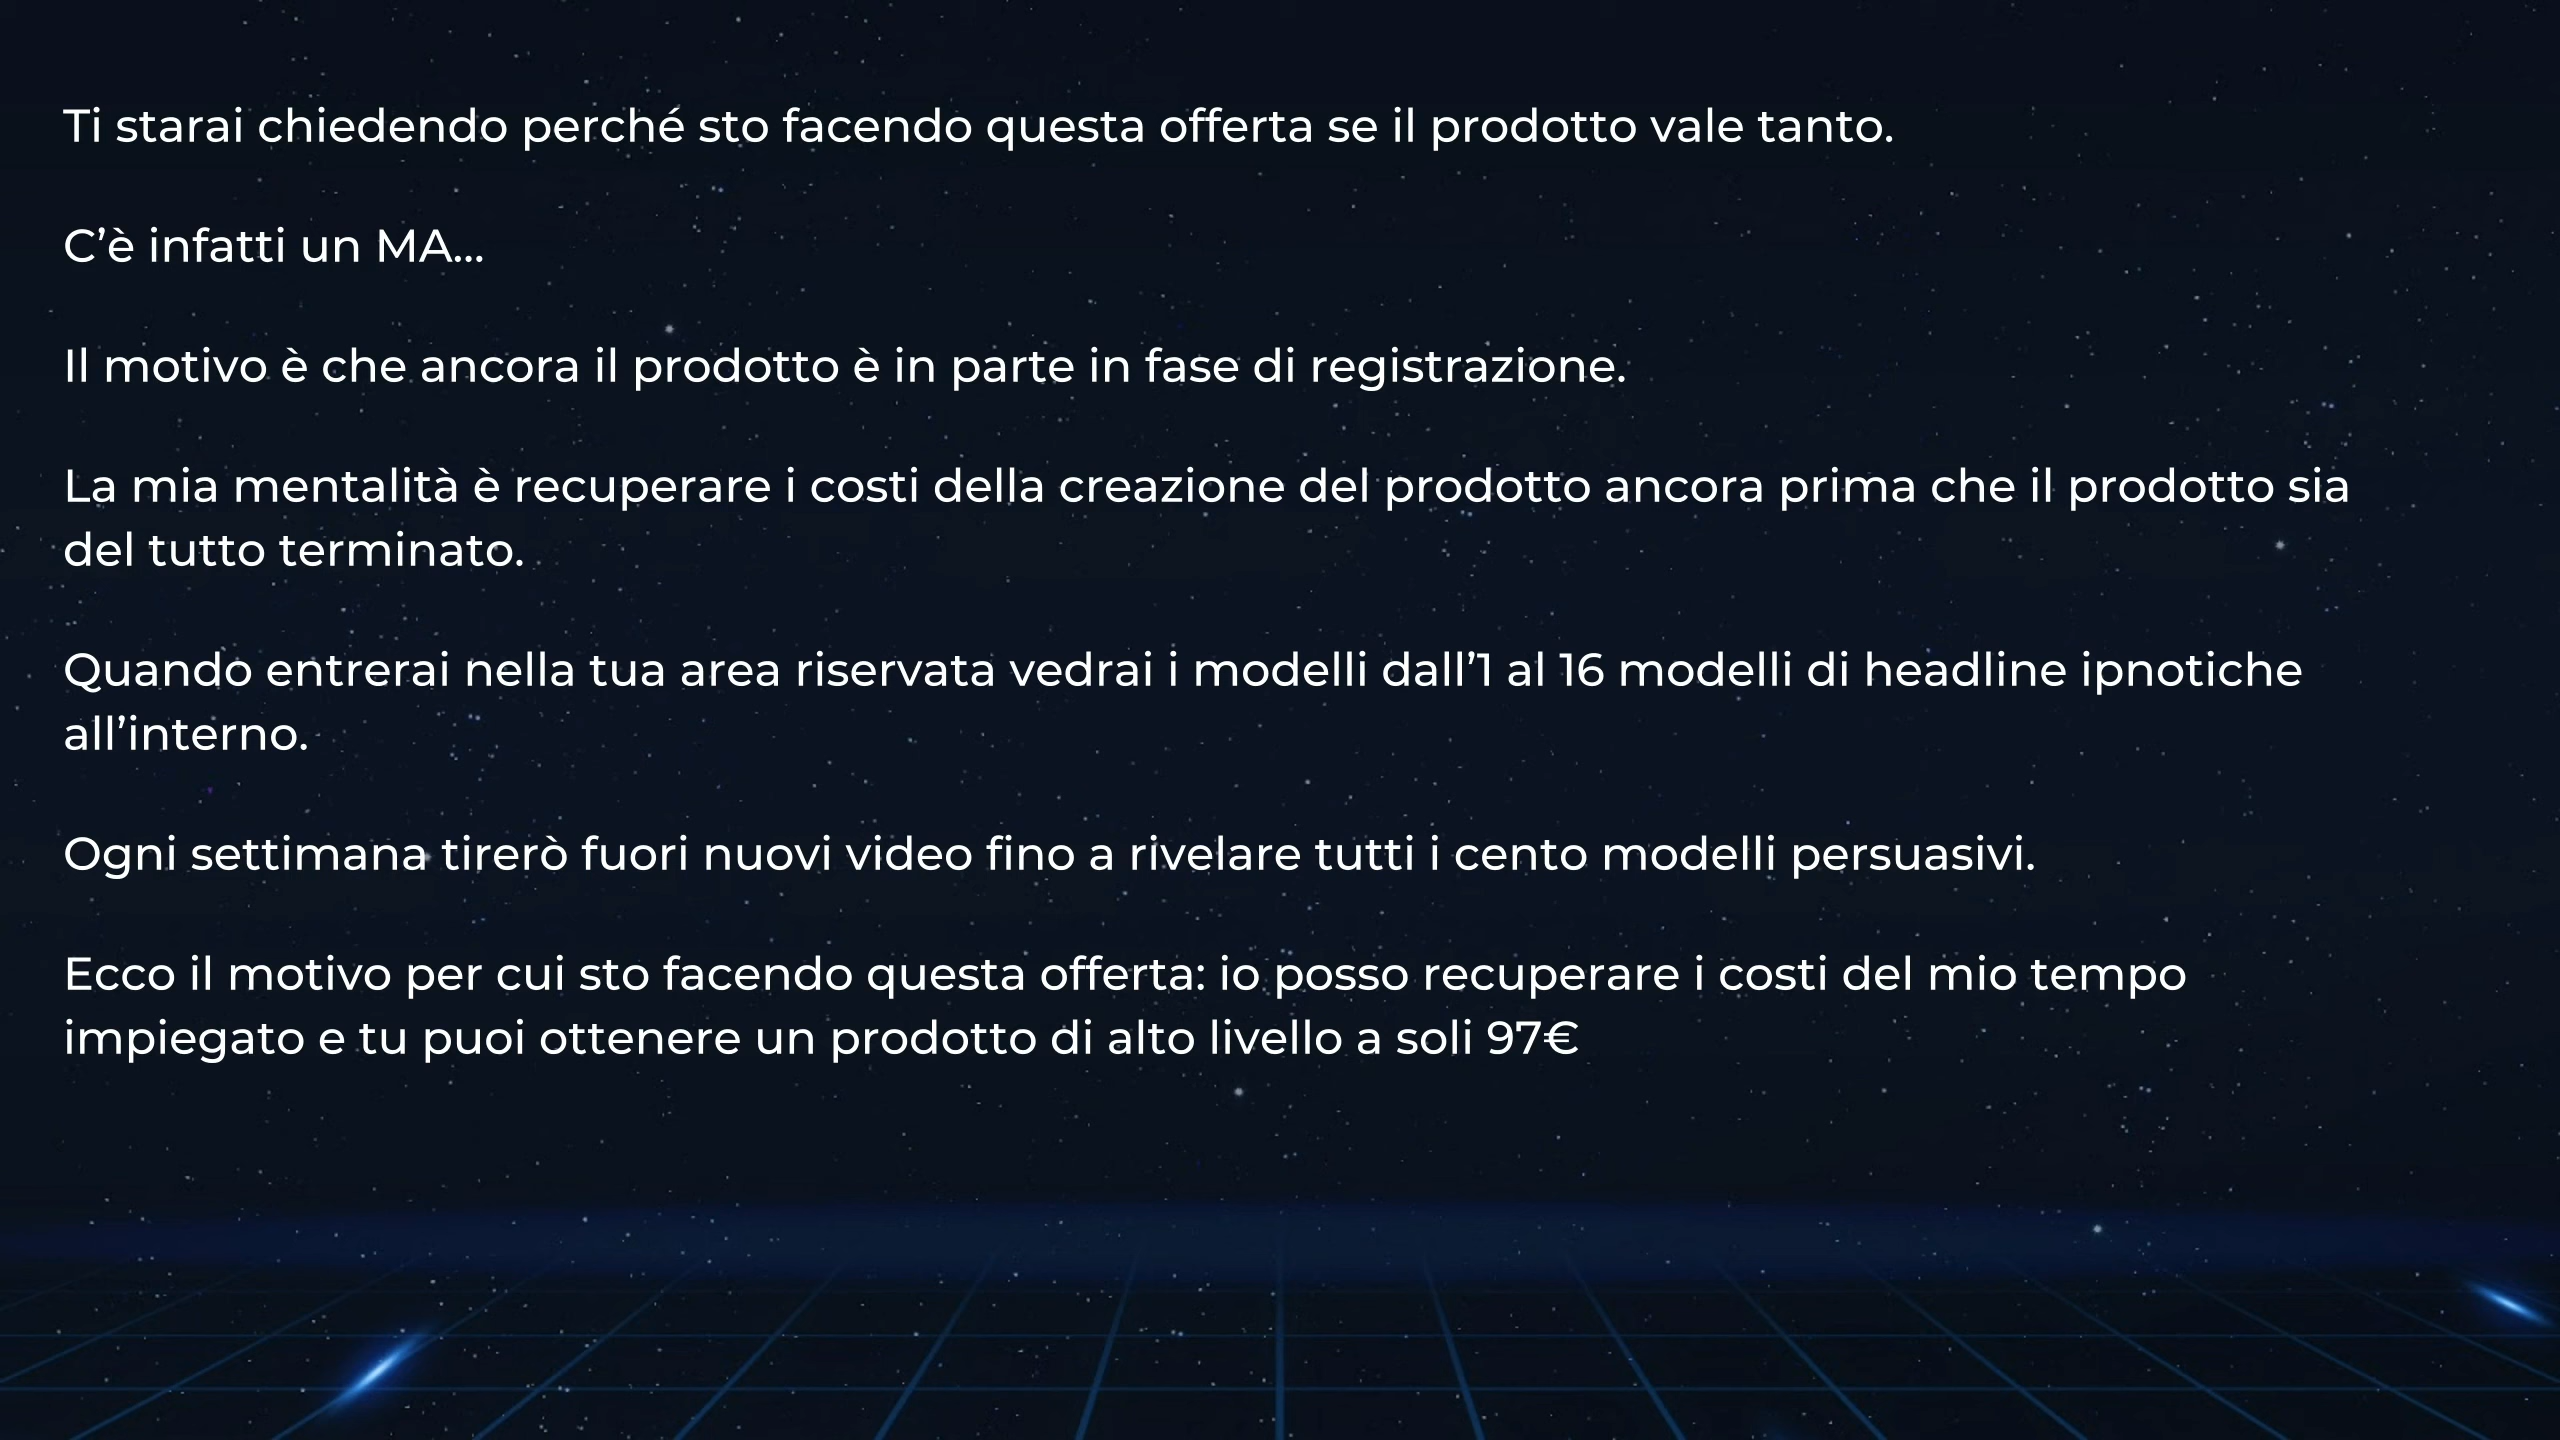 Ti starai chiedendo perché sto facendo questa offerta se il prodotto vale tanto.
C’è infatti un MA...
Il motivo è che ancora il prodotto è in parte in fase di registrazione.
La mia mentalità è recuperare i costi della creazione del prodotto ancora prima che il prodotto sia
del tutto terminato.
Quando entrerai nella tua area riservata vedrai i modelli dall’1 al 16 modelli di headline ipnotiche
all’interno.
Ogni settimana tirerò fuori nuovi video fino a rivelare tutti i cento modelli persuasivi.
Ecco il motivo per cui sto facendo questa offerta: io posso recuperare i costi del mio tempo
impiegato e tu puoi ottenere un prodotto di alto livello a soli 97€